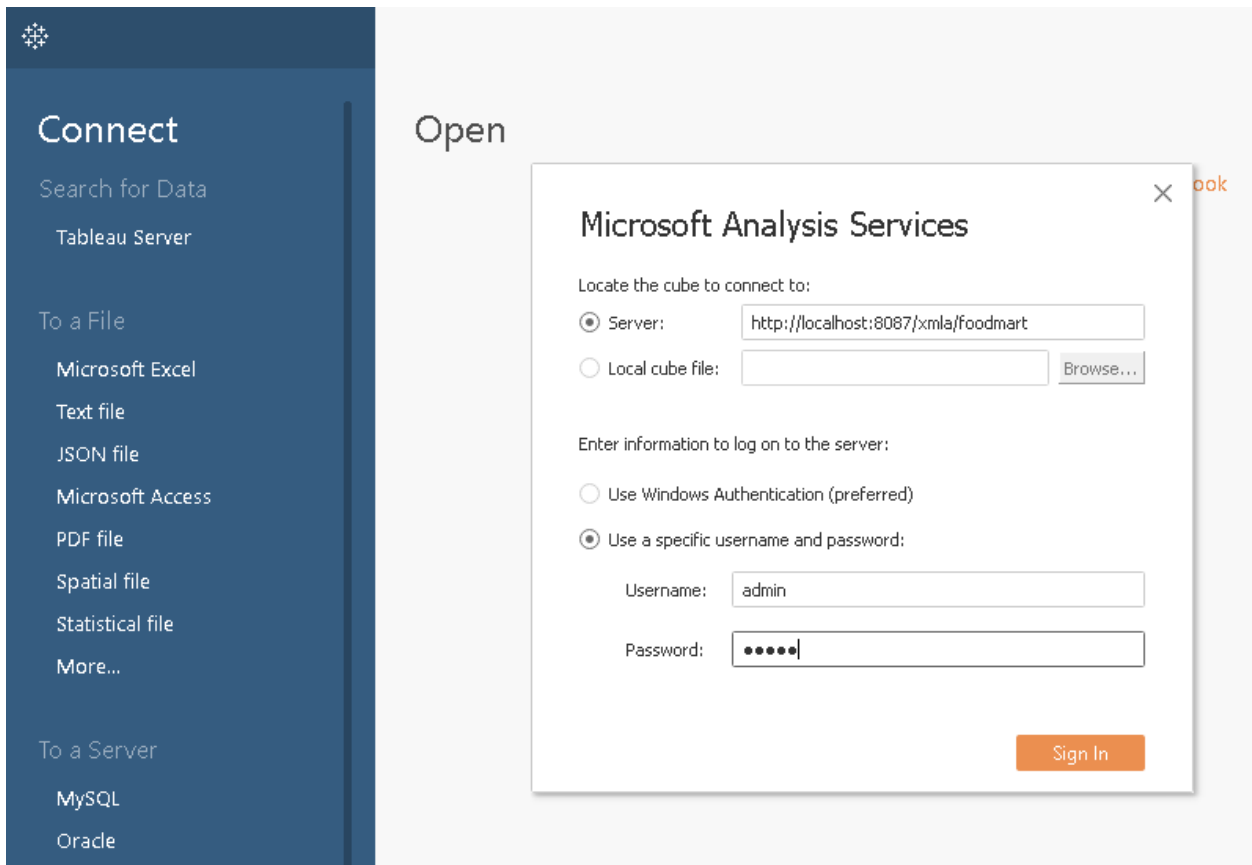 Connect
Search for Data
Tableau Server
To a File
Microsoft Excel
Text file
JSON file
Microsoft Access
PDF file
Spatial file
Statistical file
More...
To a Server
MySQL
Oracle
Open
ook
Microsoft Analysis Services
Locate the cube to connect to:
Server: http://localhost:8087/xmla/foodmart
Local cube file: Browse...
Enter information to log on to the server:
Use Windows Authentication (preferred)
Use a specific username and password:
Username: admin
Password: •••••
Sign In